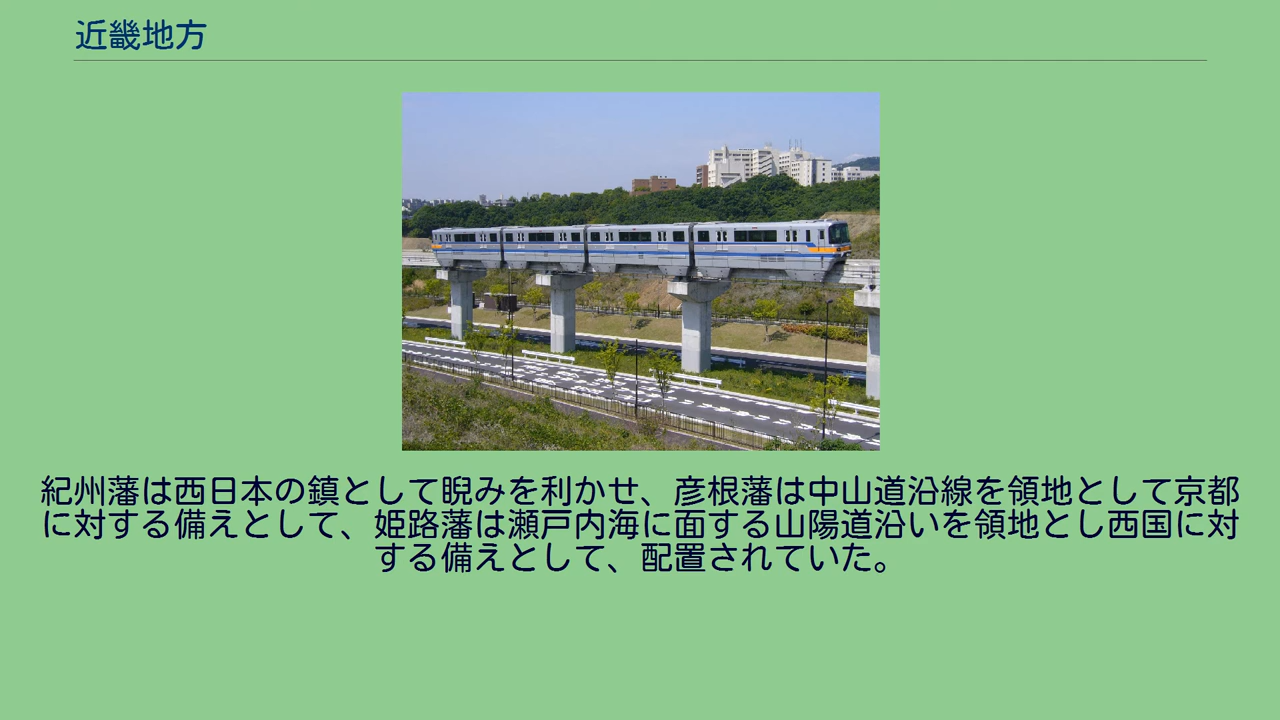 近畿地方
紀州藩は西日本の鎮として睨みを利かせ、彦根藩は中山道沿線を領地として京都
に対する備えとして、姫路藩は瀬戸内海に面する山陽道沿いを領地とし西国に対
する備えとして、配置されていた。